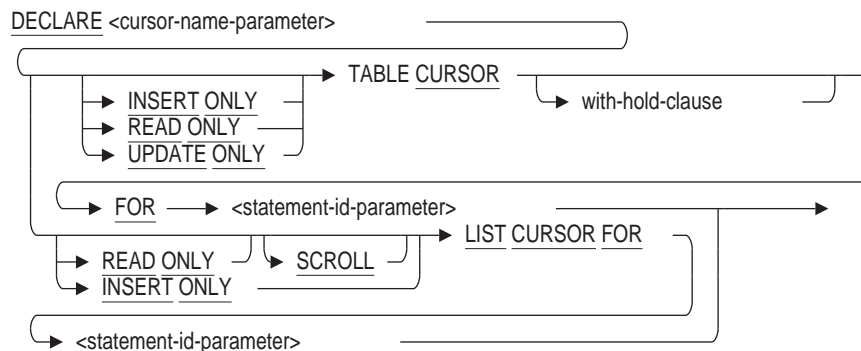 DECLARE <cursor-name-parameter>
TABLE CURSOR
INSERT ONLY
with-hold-clause
READ ONLY
UPDATE ONLY
FOR <statement-id-parameter>
LIST CURSOR FOR
READ ONLY SCROLL
INSERT ONLY
<statement-id-parameter>